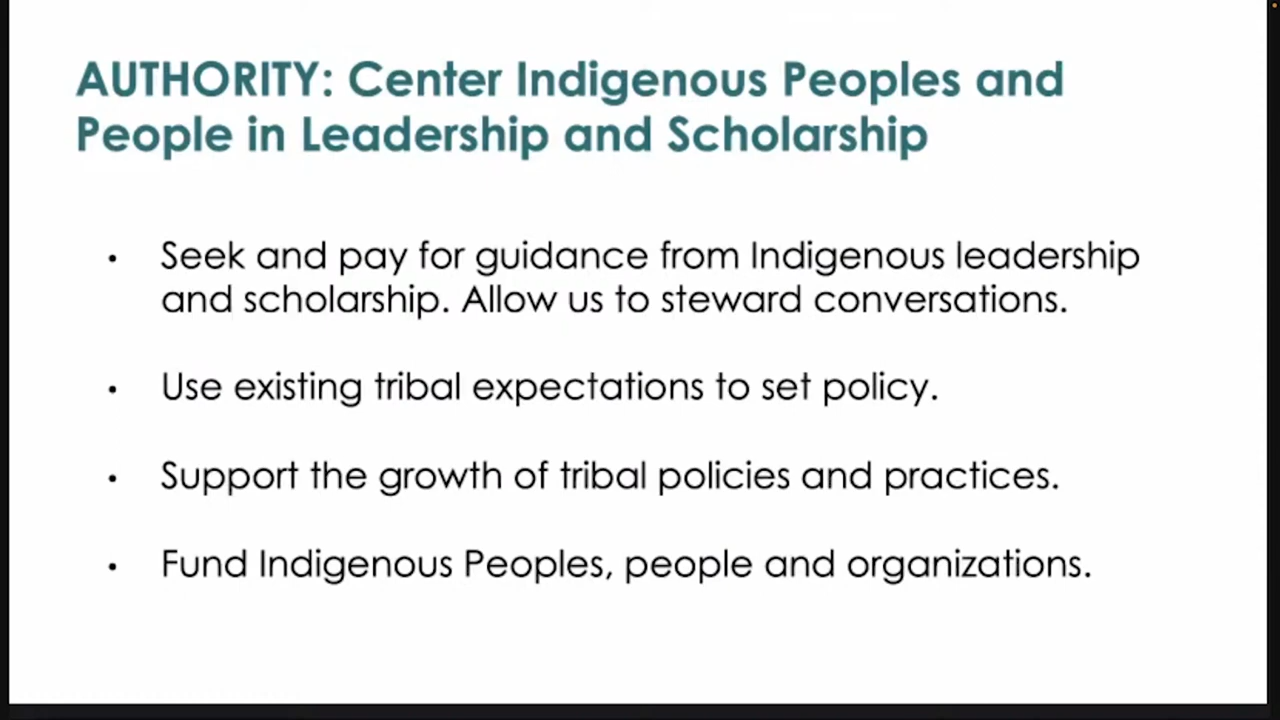 AUTHORITY: Center Indigenous Peoples and
People in Leadership and Scholarship
• Seek and pay for guidance from Indigenous leadership
and scholarship. Allow us to steward conversations.
• Use existing tribal expectations to set policy.
• Support the growth of tribal policies and practices.
• Fund Indigenous Peoples, people and organizations.